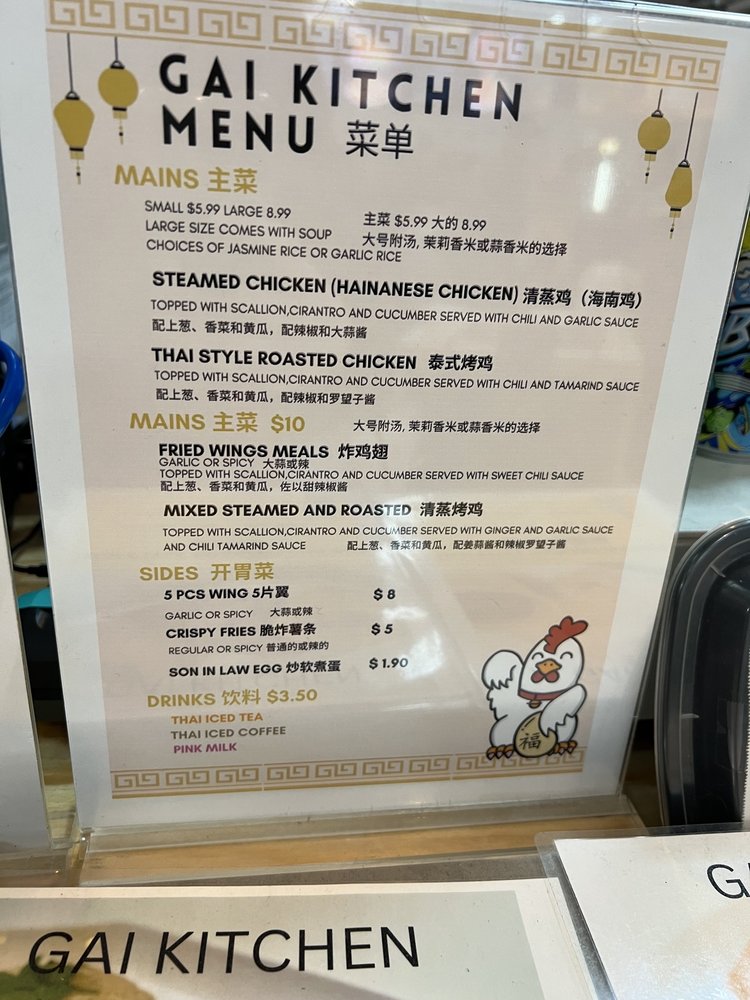 GAI KITCHEN
MENU 菜单
MAINS 主菜
SMALL $5.99 LARGE 8.99
LARGE SIZE COMES WITH SOUP
CHOICES OF JASMINE RICE OR GARLIC RICE
主菜 $5.99 大的 8.99
大号附汤, 茉莉香米或蒜香米的选择
STEAMED CHICKEN (HAINANESE CHICKEN) 清蒸鸡（海南鸡）
TOPPED WITH SCALLION,CIRANTRO AND CUCUMBER SERVED WITH CHILI AND GARLIC SAUCE
配上葱、香菜和黄瓜，配辣椒和大蒜酱
THAI STYLE ROASTED CHICKEN 泰式烤鸡
TOPPED WITH SCALLION,CIRANTRO AND CUCUMBER SERVED WITH CHILI AND TAMARIND SAUCE
配上葱、香菜和黄瓜，配辣椒和罗望子酱
MAINS 主菜 $10 大号附汤, 茉莉香米或蒜香米的选择
FRIED WINGS MEALS 炸鸡翅
GARLIC OR SPICY 大蒜或辣
TOPPED WITH SCALLION,CIRANTRO AND CUCUMBER SERVED WITH SWEET CHILI SAUCE
配上葱、香菜和黄瓜，佐以甜辣椒酱
MIXED STEAMED AND ROASTED 清蒸烤鸡
TOPPED WITH SCALLION,CIRANTRO AND CUCUMBER SERVED WITH GINGER AND GARLIC SAUCE
AND CHILI TAMARIND SAUCE 配上葱、香菜和黄瓜，配姜蒜酱和辣椒罗望子酱
SIDES 开胃菜
5 PCS WING 5片翼 $ 8
GARLIC OR SPICY 大蒜或辣
CRISPY FRIES 脆炸薯条 $ 5
REGULAR OR SPICY 普通的或辣的
SON IN LAW EGG 炒软煮蛋 $ 1.90
DRINKS 饮料 $3.50
THAI ICED TEA
THAI ICED COFFEE
PINK MILK
福
GAI KITCHEN